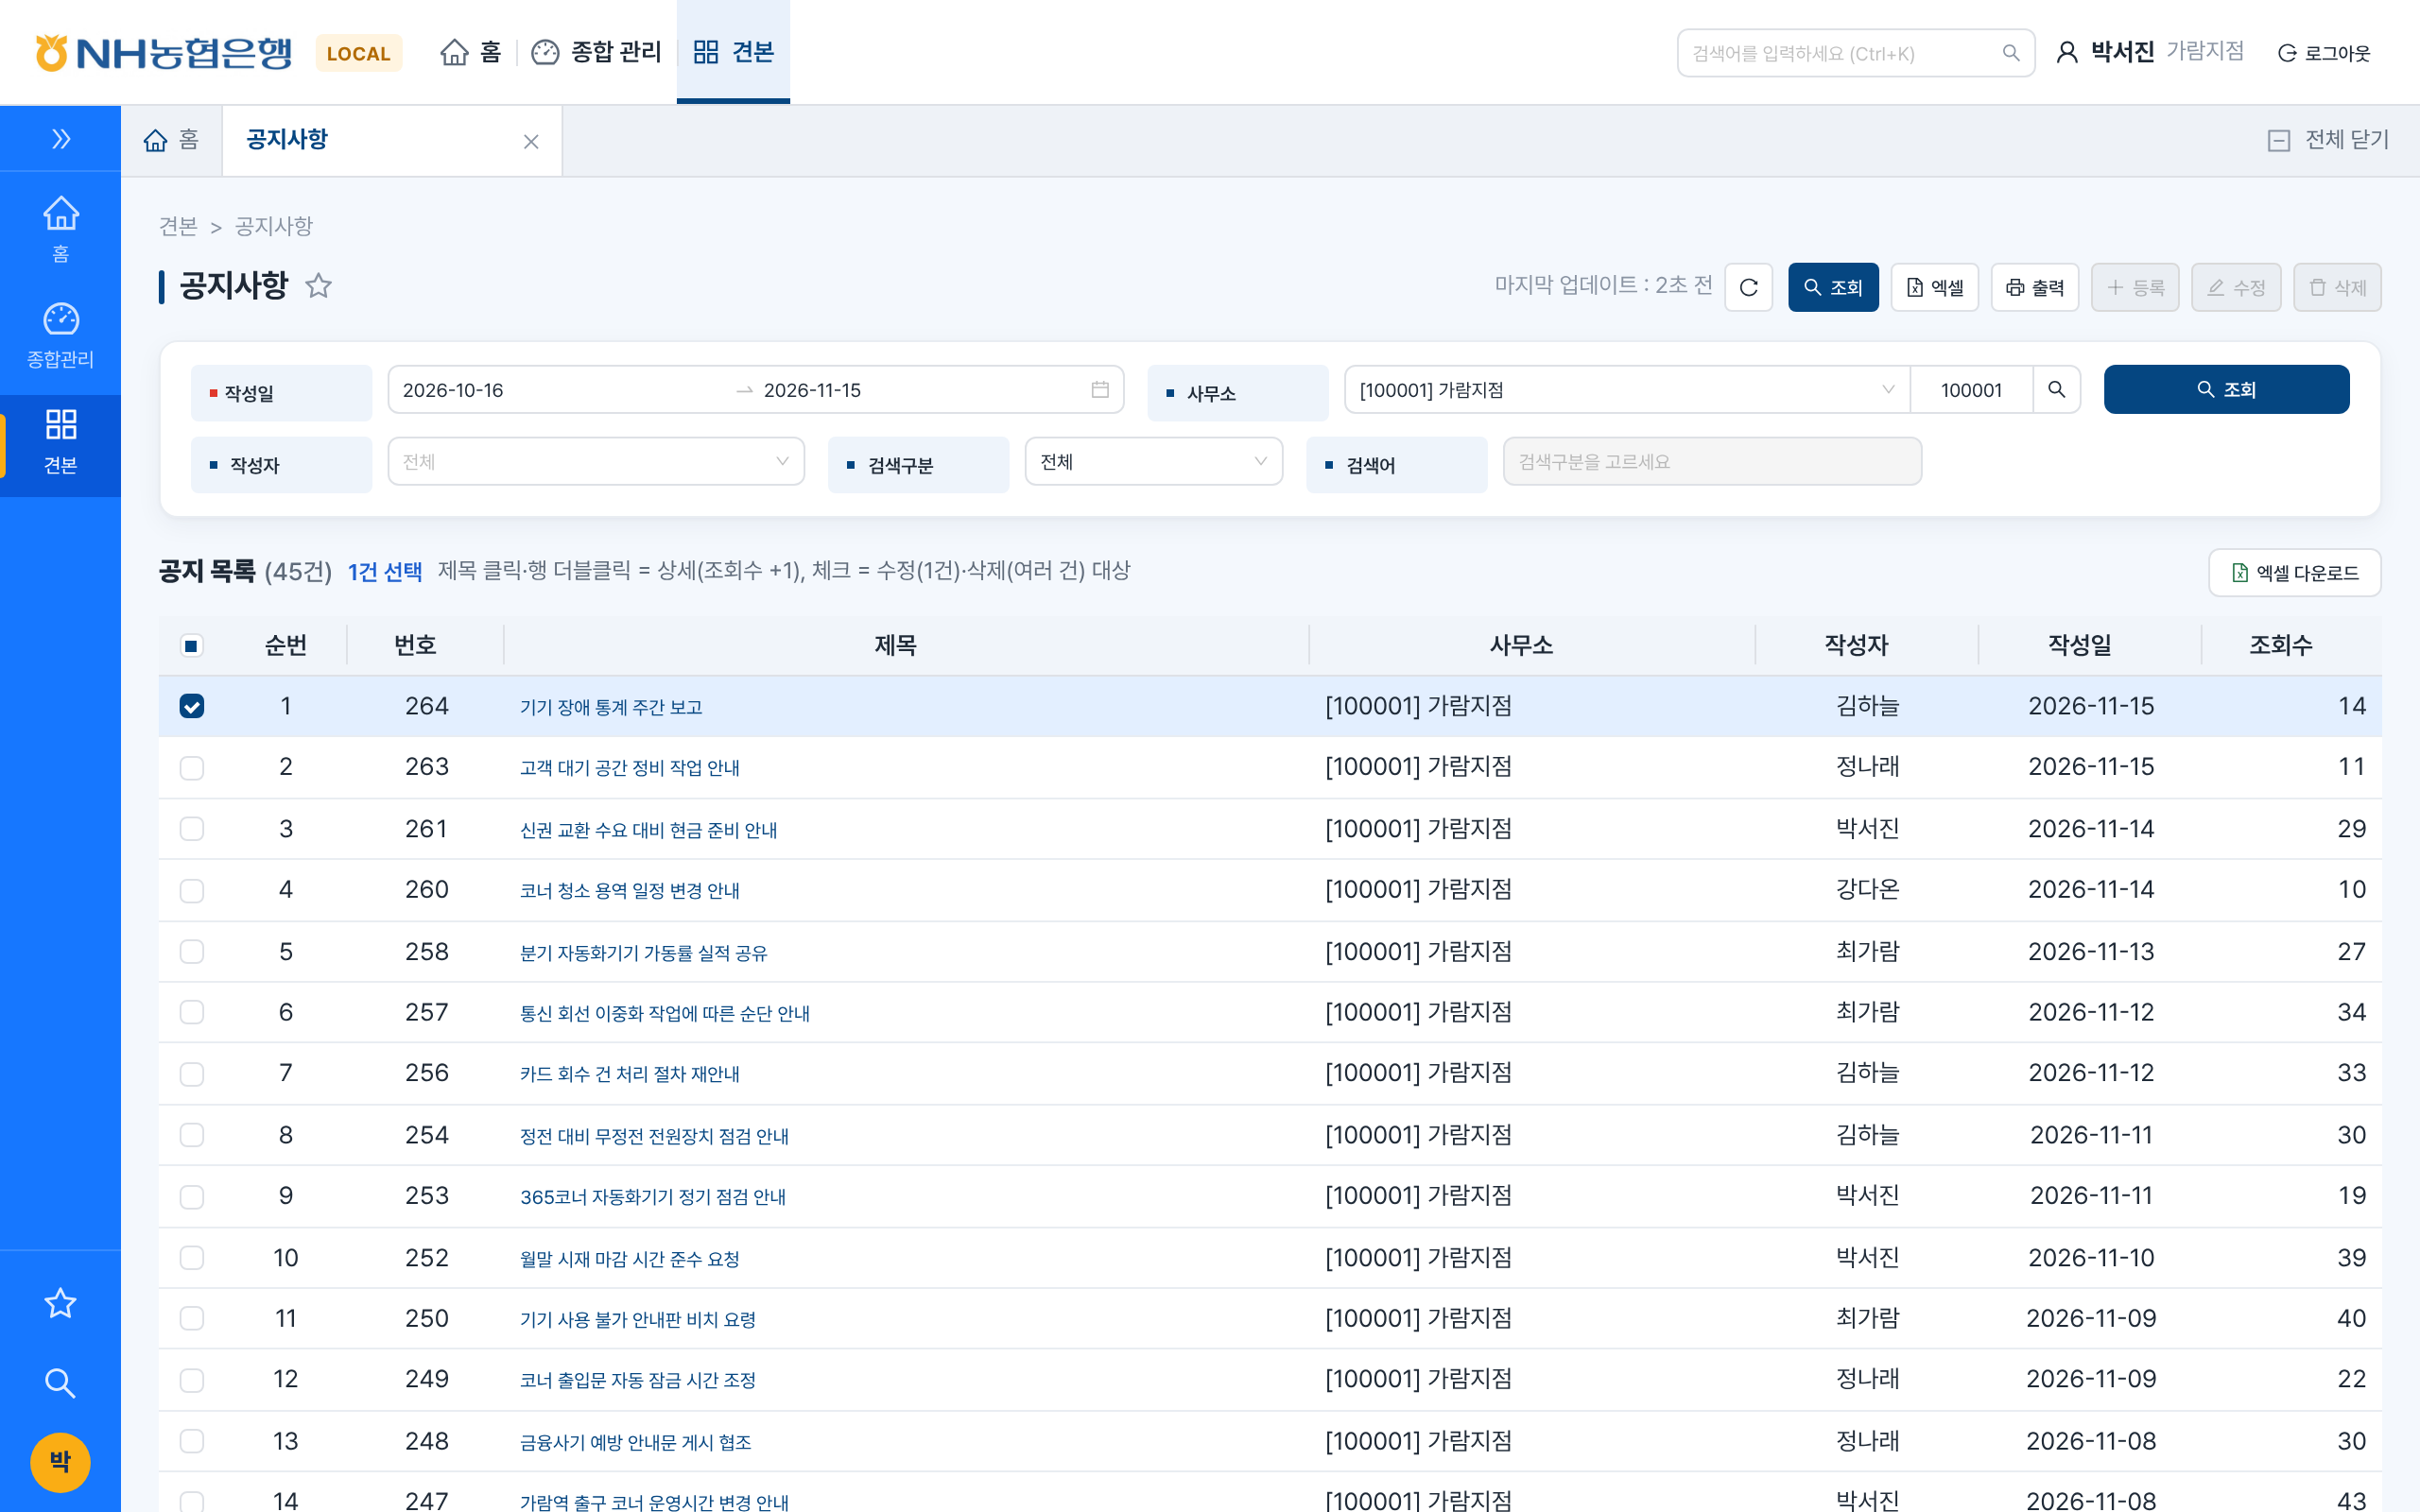 NH농협은행 LOCAL 홈 종합 관리 견본 검색어를 입력하세요 (Ctrl+K) 박서진 가람지점 로그아웃
홈 공지사항 전체 닫기
홈
종합관리
견본
박
견본 > 공지사항
공지사항 마지막 업데이트 : 2초 전 조회 엑셀 출력 등록 수정 삭제
작성일 2026-10-16 → 2026-11-15 사무소 [100001] 가람지점 100001 조회
작성자 전체 검색구분 전체 검색어 검색구분을 고르세요
공지 목록 (45건) 1건 선택 제목 클릭·행 더블클릭 = 상세(조회수 +1), 체크 = 수정(1건)·삭제(여러 건) 대상 엑셀 다운로드
순번 번호 제목 사무소 작성자 작성일 조회수
1 264 기기 장애 통계 주간 보고 [100001] 가람지점 김하늘 2026-11-15 14
2 263 고객 대기 공간 정비 작업 안내 [100001] 가람지점 정나래 2026-11-15 11
3 261 신권 교환 수요 대비 현금 준비 안내 [100001] 가람지점 박서진 2026-11-14 29
4 260 코너 청소 용역 일정 변경 안내 [100001] 가람지점 강다온 2026-11-14 10
5 258 분기 자동화기기 가동률 실적 공유 [100001] 가람지점 최가람 2026-11-13 27
6 257 통신 회선 이중화 작업에 따른 순단 안내 [100001] 가람지점 최가람 2026-11-12 34
7 256 카드 회수 건 처리 절차 재안내 [100001] 가람지점 김하늘 2026-11-12 33
8 254 정전 대비 무정전 전원장치 점검 안내 [100001] 가람지점 김하늘 2026-11-11 30
9 253 365코너 자동화기기 정기 점검 안내 [100001] 가람지점 박서진 2026-11-11 19
10 252 월말 시재 마감 시간 준수 요청 [100001] 가람지점 박서진 2026-11-10 39
11 250 기기 사용 불가 안내판 비치 요령 [100001] 가람지점 최가람 2026-11-09 40
12 249 코너 출입문 자동 잠금 시간 조정 [100001] 가람지점 정나래 2026-11-09 22
13 248 금융사기 예방 안내문 게시 협조 [100001] 가람지점 정나래 2026-11-08 30
14 247 가람역 출구 코너 운영시간 변경 안내 [100001] 가람지점 박서진 2026-11-08 43